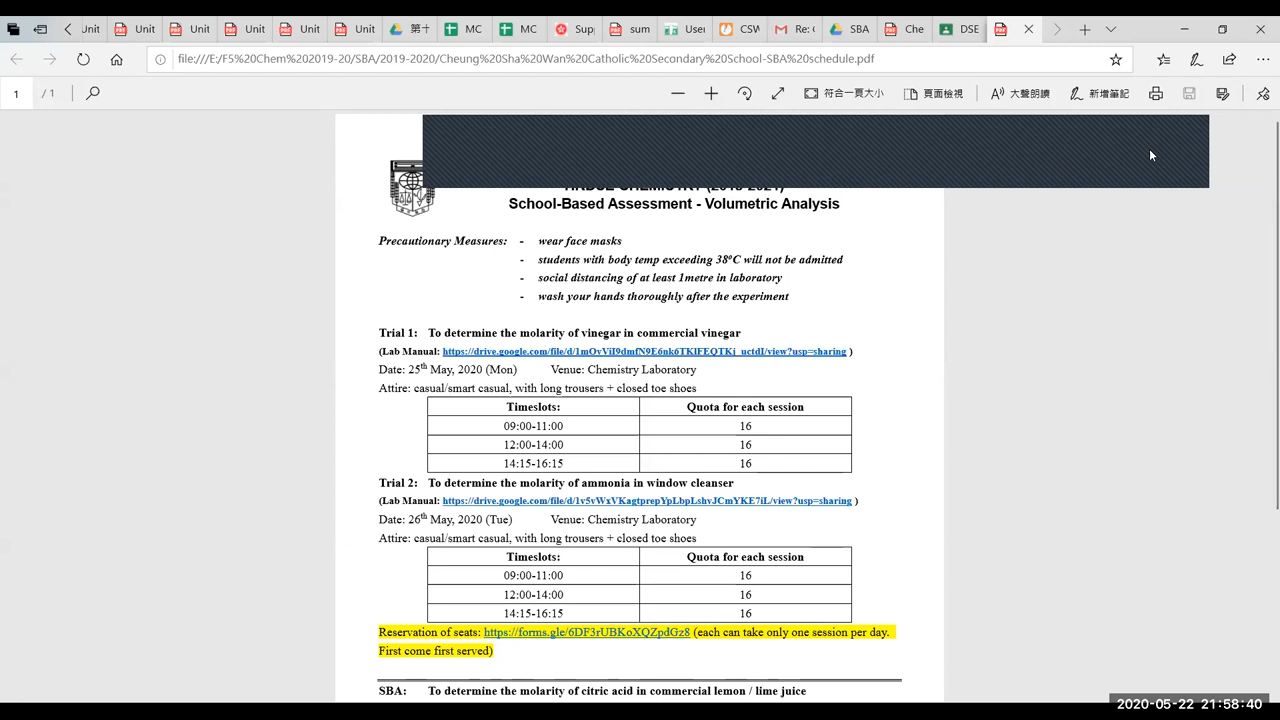 Unit
Unit
Unit
Unit
Unit
Unit
第十
MC
MC
Sup
sum
User
CSW
Re:
SBA
Che
DSE
file:///E:/F5%20Chem%202019-20/SBA/2019-2020/Cheung%20Sha%20Wan%20Catholic%20Secondary%20School-SBA%20schedule.pdf
1 / 1
符合一頁大小
頁面檢視
大聲朗讀
新增筆記
School-Based Assessment - Volumetric Analysis
Precautionary Measures: - wear face masks
- students with body temp exceeding 38°C will not be admitted
- social distancing of at least 1metre in laboratory
- wash your hands thoroughly after the experiment
Trial 1: To determine the molarity of vinegar in commercial vinegar
(Lab Manual: )
Date: 25th May, 2020 (Mon) Venue: Chemistry Laboratory
Attire: casual/smart casual, with long trousers + closed toe shoes
Timeslots: Quota for each session
09:00-11:00 16
12:00-14:00 16
14:15-16:15 16
Trial 2: To determine the molarity of ammonia in window cleanser
(Lab Manual: )
Date: 26th May, 2020 (Tue) Venue: Chemistry Laboratory
Attire: casual/smart casual, with long trousers + closed toe shoes
Timeslots: Quota for each session
09:00-11:00 16
12:00-14:00 16
14:15-16:15 16
Reservation of seats: https://forms.gle/6DF3rUBKoXQZpdGz8 (each can take only one session per day.
First come first served)
SBA: To determine the molarity of citric acid in commercial lemon / lime juice
2020-05-22 21:58:40